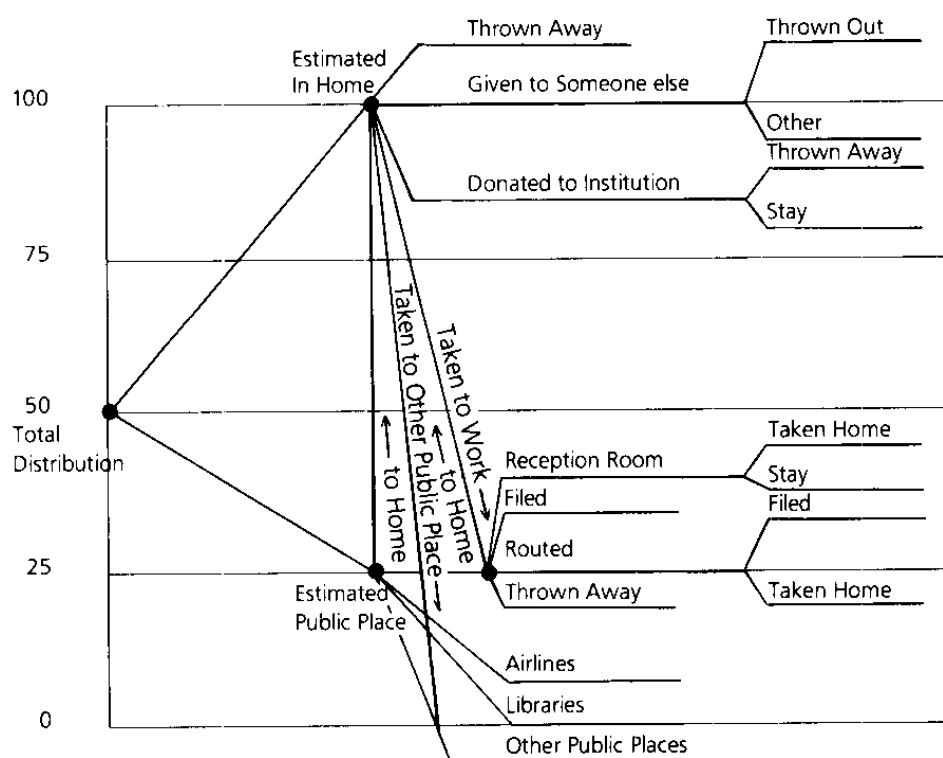 Thrown Away
Thrown Out
Estimated
In Home
Given to Someone else
100
Other
Thrown Away
Donated to Institution
Stay
75
Taken to Other Public Place
Taken to Work
50
Total
Distribution
to Home
to Home
Taken Home
Reception Room
Stay
Filed
Filed
Routed
25
Estimated
Public Place
Thrown Away
Taken Home
Airlines
Libraries
0
Other Public Places